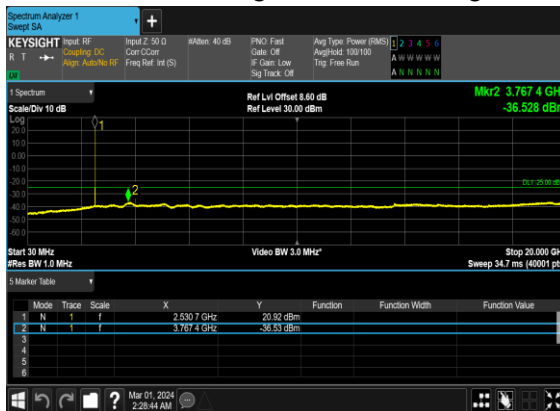 Spectrum Analyzer 1
Swept SA
KEYSIGHT Input: RF Input Z: 50 Ω #Atten: 40 dB PNO: Fast Avg Type: Power (RMS) 1 2 3 4 5 6
R T Coupling: DC Corr CCorr Gate: Off Avg|Hold: 100/100 A W W W W W
Align: Auto/No RF Freq Ref: Int (S) IF Gain: Low Trig: Free Run
Sig Track: Off A N N N N N
1 Spectrum Ref Lvl Offset 8.60 dB Mkr2 3.767 4 GH
Scale/Div 10 dB Ref Level 30.00 dBm -36.528 dBr
Log
20.0 1
10.0
0.00
-10.0
-20.0 2 DL1 -25.00 dB
-30.0
-40.0
-50.0
-60.0
Start 30 MHz Video BW 3.0 MHz* Stop 20.000 GH
#Res BW 1.0 MHz Sweep 34.7 ms (40001 pt
5 Marker Table
Mode Trace Scale X Y Function Function Width Function Value
1 N 1 f 2.530 7 GHz 20.92 dBm
2 N 1 f 3.767 4 GHz -36.53 dBm
3
4
5
6
? Mar 01, 2024
2:28:44 AM